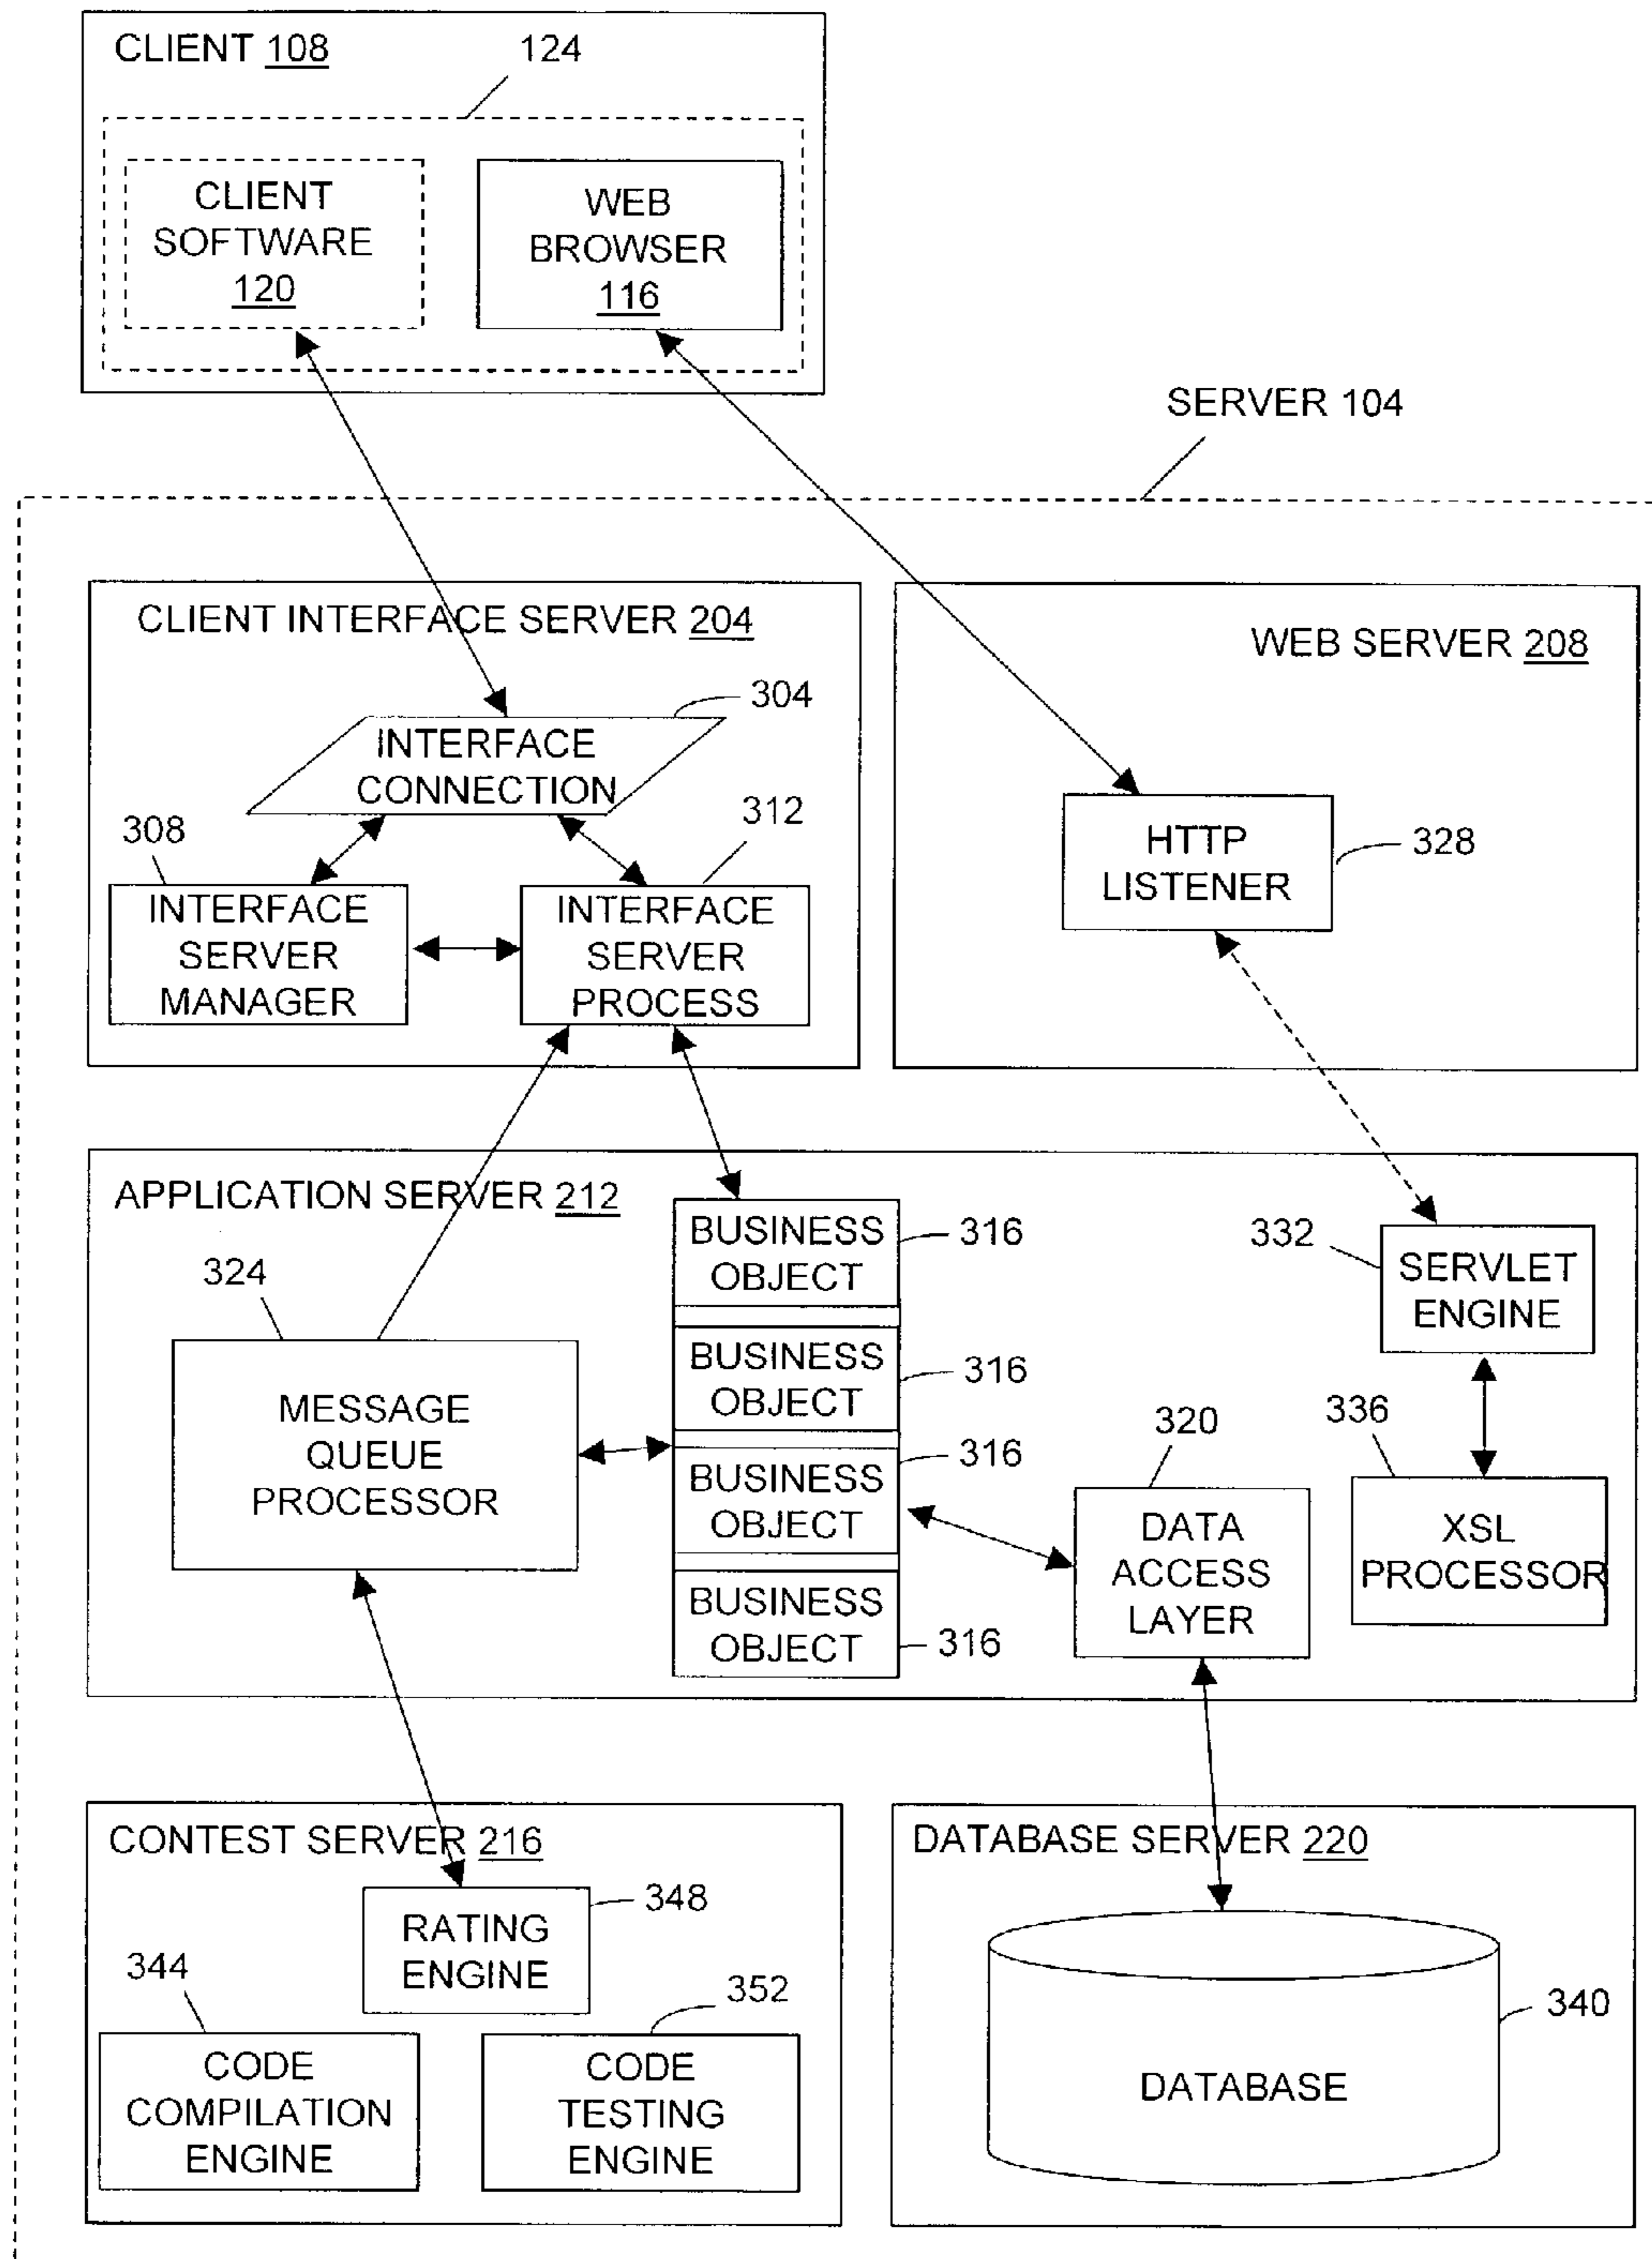 CLIENT 108
124
CLIENT
SOFTWARE
120
WEB
BROWSER
116
SERVER 104
CLIENT INTERFACE SERVER 204
304
INTERFACE
CONNECTION
308
312
INTERFACE
SERVER
MANAGER
INTERFACE
SERVER
PROCESS
WEB SERVER 208
HTTP
LISTENER
328
APPLICATION SERVER 212
324
MESSAGE
QUEUE
PROCESSOR
BUSINESS
OBJECT
316
BUSINESS
OBJECT
316
BUSINESS
OBJECT
316
BUSINESS
OBJECT
316
320
DATA
ACCESS
LAYER
332
SERVLET
ENGINE
336
XSL
PROCESSOR
CONTEST SERVER 216
348
RATING
ENGINE
344
CODE
COMPILATION
ENGINE
352
CODE
TESTING
ENGINE
DATABASE SERVER 220
340
DATABASE